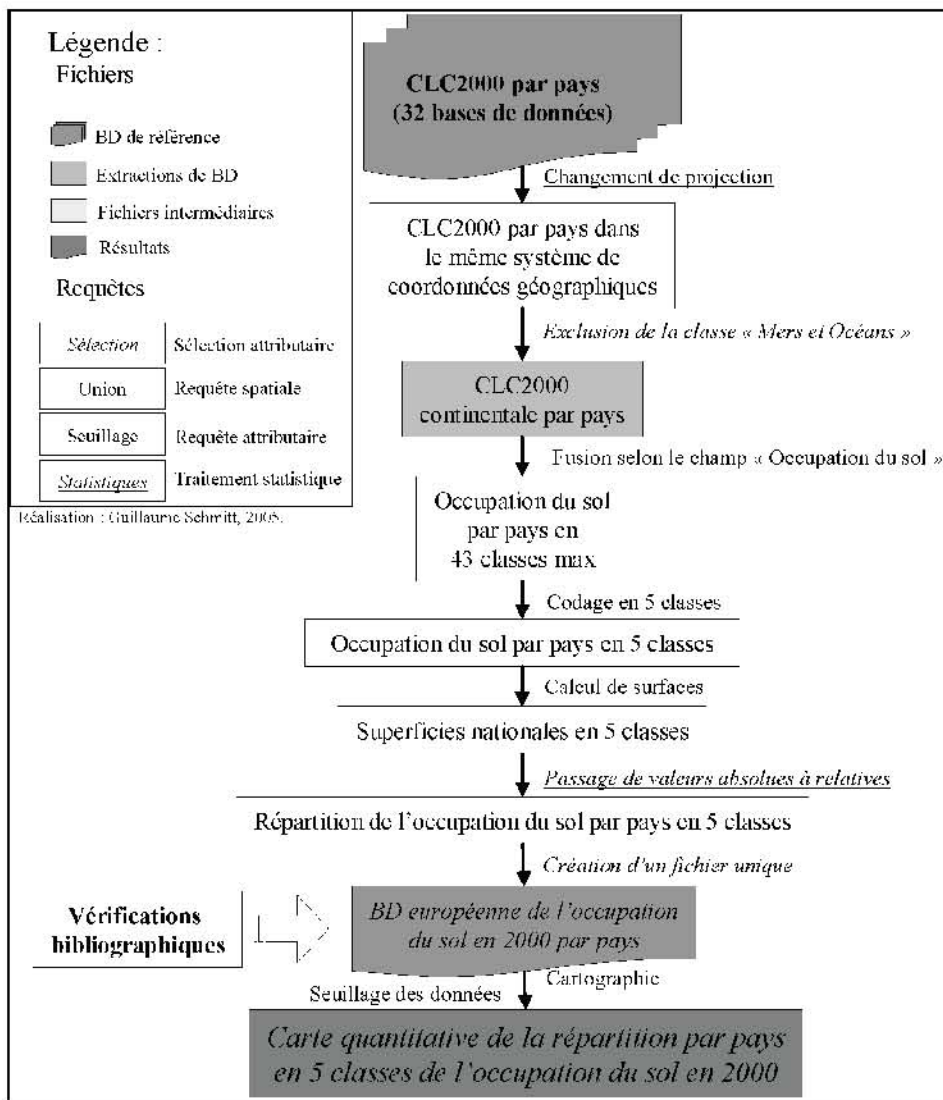 Légende :
Fichiers
BD de référence
Extractions de BD
Fichiers intermédiaires
Résultats
Requêtes
Sélection Sélection attributaire
Union Requête spatiale
Seuillage Requête attributaire
Statistiques Traitement statistique
Réalisation : Guillaume Schmitt, 2005.
CLC2000 par pays
(32 bases de données)
Changement de projection
CLC2000 par pays dans
le même système de
coordonnées géographiques
Exclusion de la classe « Mers et Océans »
CLC2000
continentale par pays
Fusion selon le champ « Occupation du sol »
Occupation du sol
par pays en
43 classes max
Codage en 5 classes
Occupation du sol par pays en 5 classes
Calcul de surfaces
Superficies nationales en 5 classes
Passage de valeurs absolues à relatives
Répartition de l’occupation du sol par pays en 5 classes
Création d’un fichier unique
Vérifications
bibliographiques
BD européenne de l’occupation
du sol en 2000 par pays
Seuillage des données
Cartographie
Carte quantitative de la répartition par pays
en 5 classes de l’occupation du sol en 2000